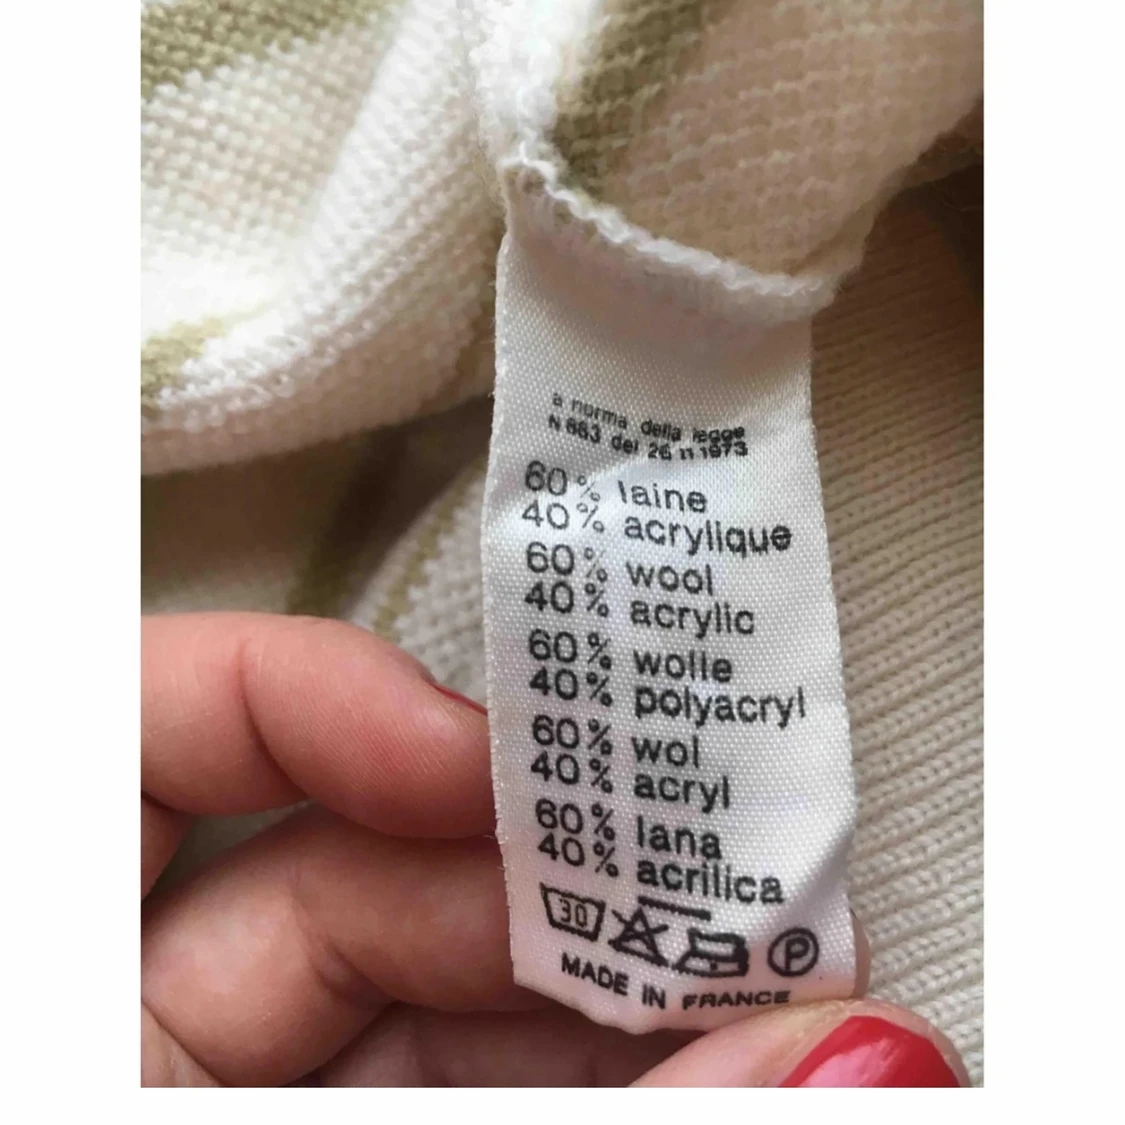 a norma della legge
N 883 del 26 11 1973
60% laine
40% acrylique
60% wool
40% acrylic
60% wolle
40% polyacryl
60% wol
40% acryl
60% lana
40% acrilica
30 P
MADE IN FRANCE